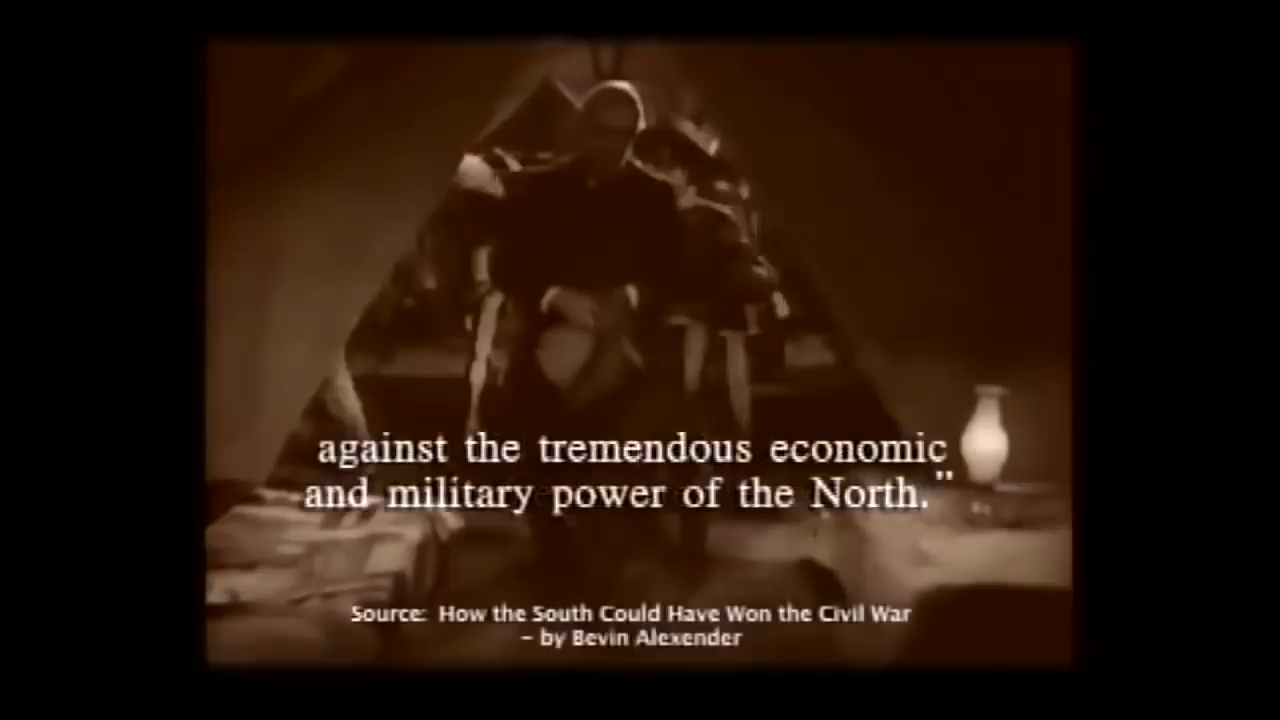 against the tremendous economic
and military power of the North."
Source: How the South Could Have Won the Civil War
– by Bevin Alexender